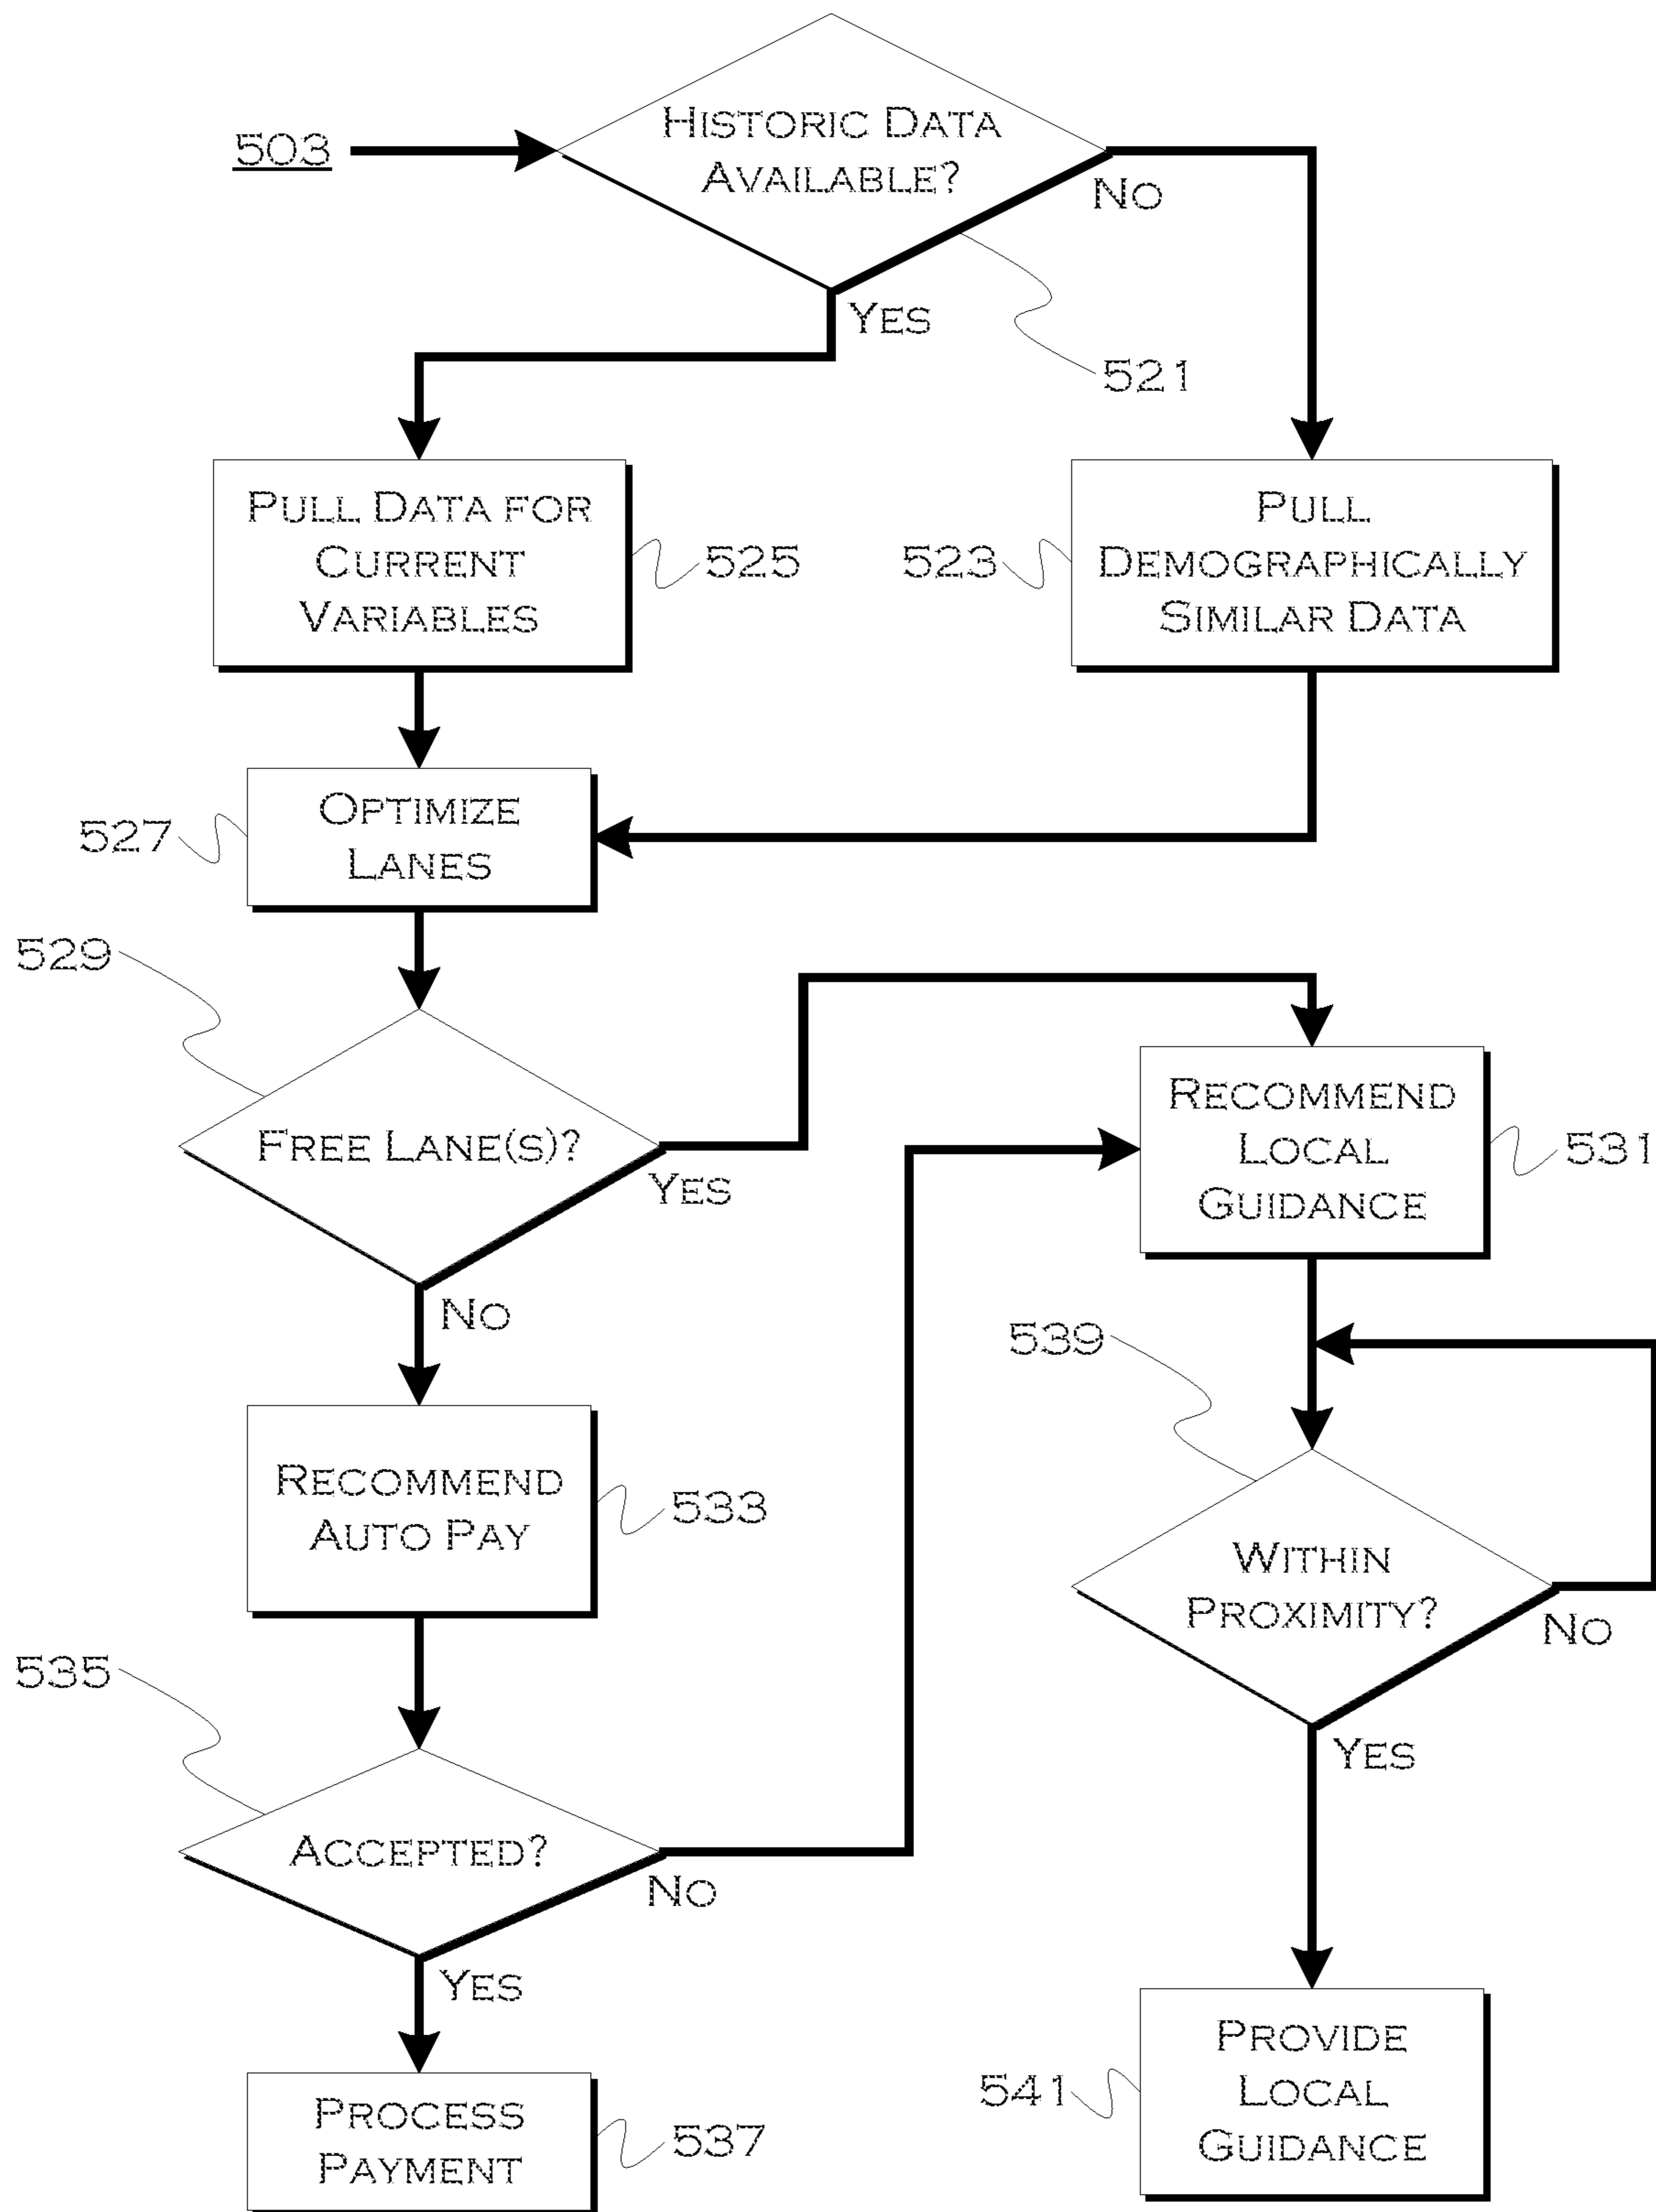 503
Historic Data
Available?
No
Yes
521
Pull Data for
Current
Variables
525
523
Pull
Demographically
Similar Data
527
Optimize
Lanes
529
Free Lane(s)?
Yes
No
Recommend
Local
Guidance
531
539
Recommend
Auto Pay
533
Within
Proximity?
No
Yes
535
Accepted?
No
Yes
Process
Payment
537
541
Provide
Local
Guidance